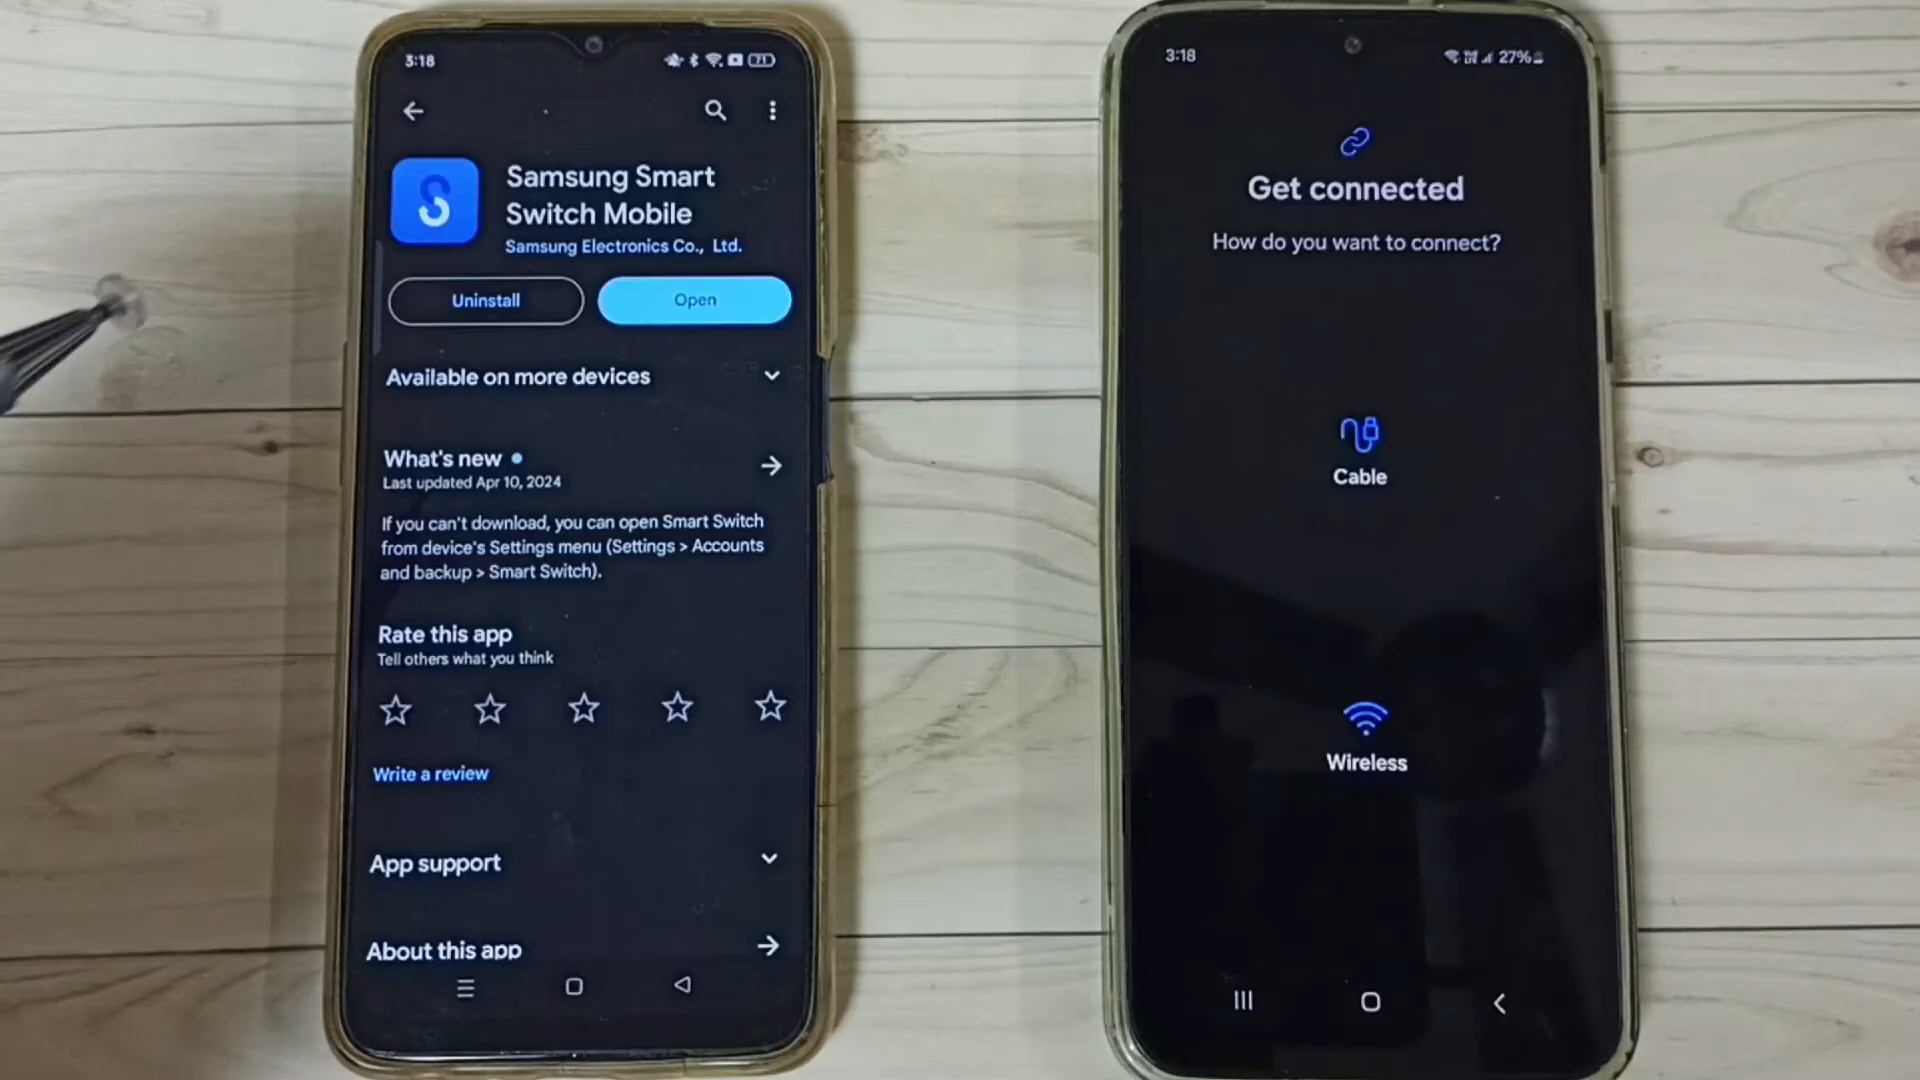 3:18
71
Samsung Smart
Switch Mobile
Samsung Electronics Co., Ltd.
Uninstall
Open
Available on more devices
What's new
Last updated Apr 10, 2024
If you can't download, you can open Smart Switch
from device's Settings menu (Settings > Accounts
and backup > Smart Switch).
Rate this app
Tell others what you think
Write a review
App support
About this app
3:18
27%
Get connected
How do you want to connect?
Cable
Wireless